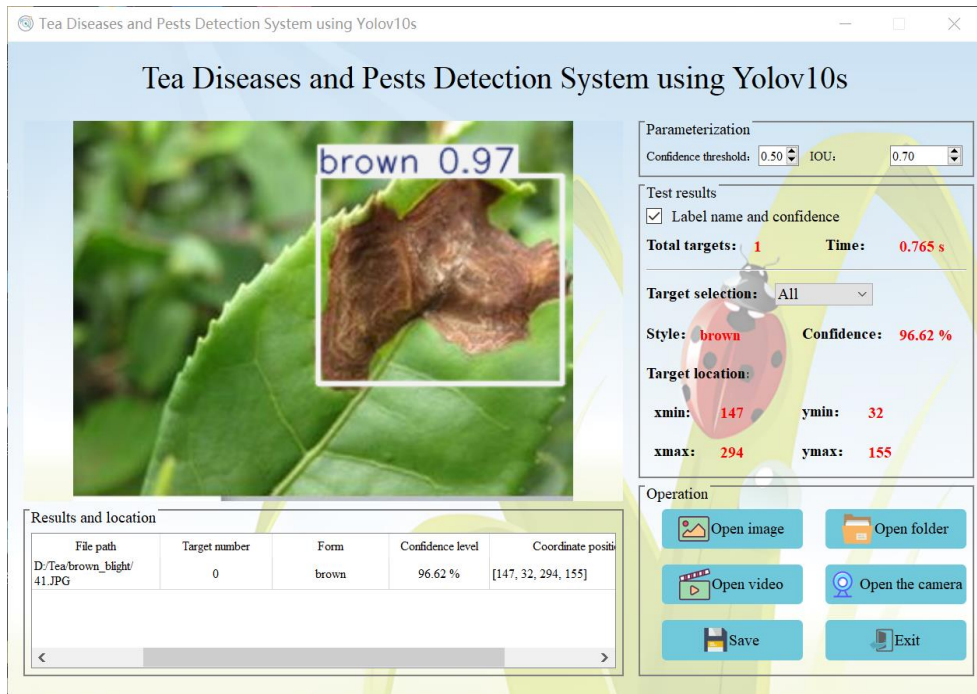 Tea Diseases and Pests Detection System using Yolov10s
Tea Diseases and Pests Detection System using Yolov10s
brown 0.97
Parameterization
Confidence threshold: 0.50 IOU: 0.70
Test results
Label name and confidence
Total targets: 1 Time: 0.765 s
Target selection: All
Style: brown Confidence: 96.62 %
Target location:
xmin: 147 ymin: 32
xmax: 294 ymax: 155
Results and location
File path Target number Form Confidence level Coordinate positi
D:/Tea/brown_blight/
41.JPG 0 brown 96.62 % [147, 32, 294, 155]
Operation
Open image Open folder
Open video Open the camera
Save Exit